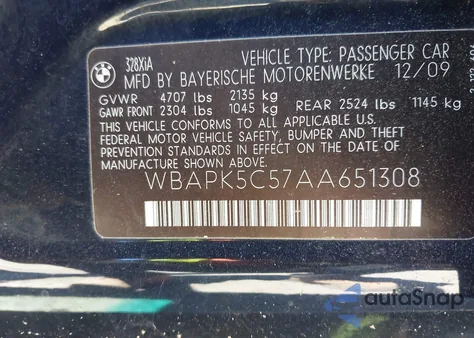 BMW
328XiA
VEHICLE TYPE: PASSENGER CAR
MFD BY BAYERISCHE MOTORENWERKE 12/09
GVWR 4707 lbs 2135 kg
GAWR FRONT 2304 lbs 1045 kg REAR 2524 lbs 1145 kg
THIS VEHICLE CONFORMS TO ALL APPLICABLE U.S.
FEDERAL MOTOR VEHICLE SAFETY, BUMPER AND THEFT
PREVENTION STANDARDS IN EFFECT ON THE DATE OF
MANUFACTURE SHOWN ABOVE.
WBAPK5C57AA651308
autoSnap